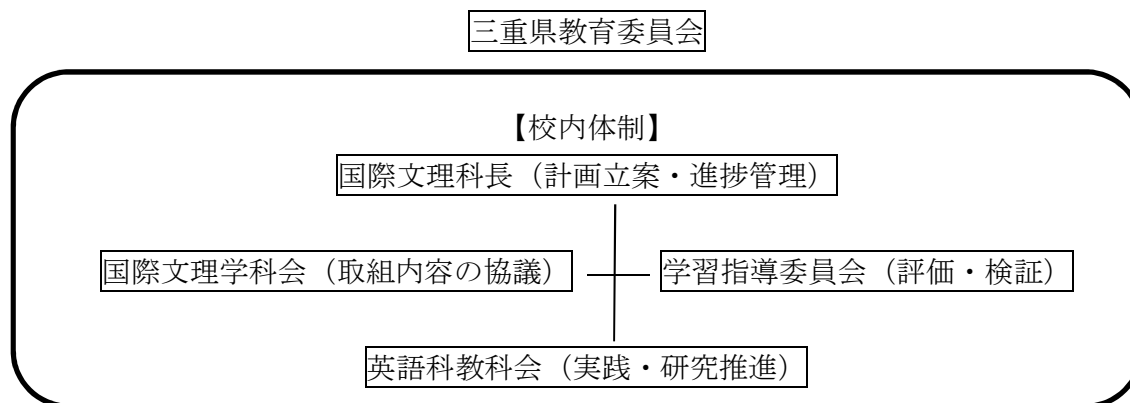 三重県教育委員会
【校内体制】
国際文理科長（計画立案・進捗管理）
国際文理学科会（取組内容の協議）
学習指導委員会（評価・検証）
英語科教科会（実践・研究推進）